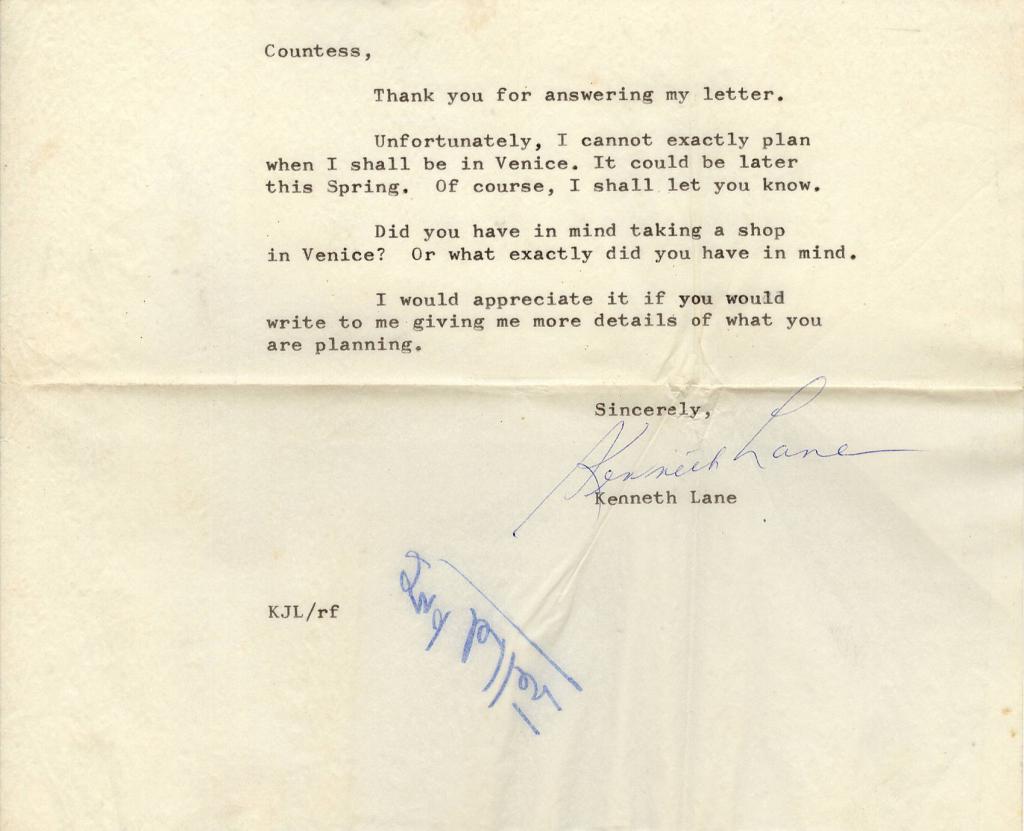 Countess,
Thank you for answering my letter.
Unfortunately, I cannot exactly plan
when I shall be in Venice. It could be later
this Spring. Of course, I shall let you know.
Did you have in mind taking a shop
in Venice? Or what exactly did you have in mind.
I would appreciate it if you would
write to me giving me more details of what you
are planning.
Sincerely,
Kenneth Lane
Kenneth Lane
KJL/rf